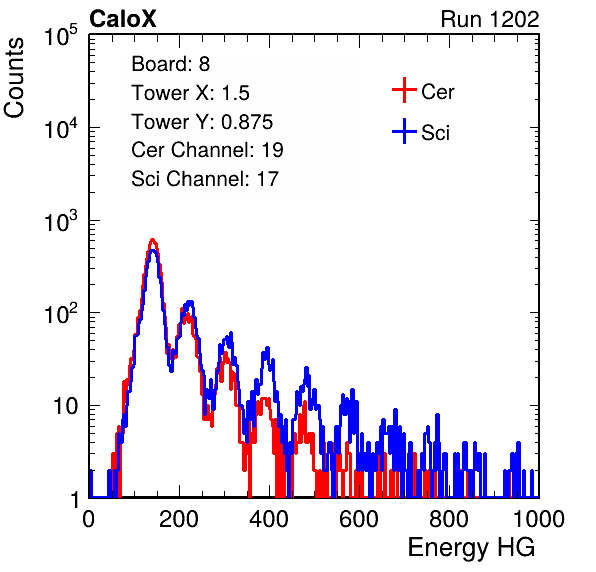 CaloX Run 1202
Counts
10^5
10^4
10^3
10^2
10
1
Board: 8
Tower X: 1.5
Tower Y: 0.875
Cer Channel: 19
Sci Channel: 17
Cer
Sci
0 200 400 600 800 1000
Energy HG